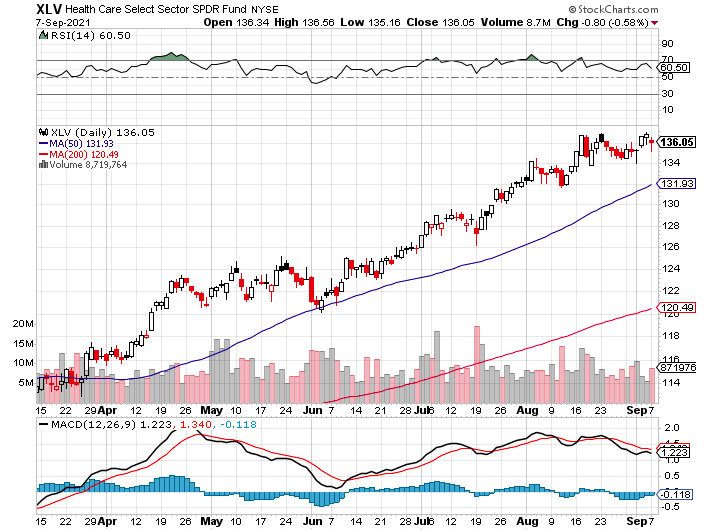 XLV Health Care Select Sector SPDR Fund NYSE © StockCharts.com
7-Sep-2021 Open 136.34 High 136.56 Low 135.16 Close 136.05 Volume 8.7M Chg -0.80 (-0.58%)
RSI(14) 60.50
90
70
60.50
50
30
10
XLV (Daily) 136.05
MA(50) 131.93
MA(200) 120.49
Volume 8,719,764
136.05
134
131.93
130
128
126
124
122
120.49
120
118
116
871976
114
20M
15M
10M
5M
15 22 29 Apr 12 19 26 May 10 17 24 Jun 7 14 21 28 Jul 6 12 19 26 Aug 9 16 23 Sep 7
MACD(12,26,9) 1.223, 1.340, -0.118
2.0
1.223
1.0
0.5
-0.118
-0.5
15 22 29 Apr 12 19 26 May 10 17 24 Jun 7 14 21 28 Jul 6 12 19 26 Aug 9 16 23 Sep 7